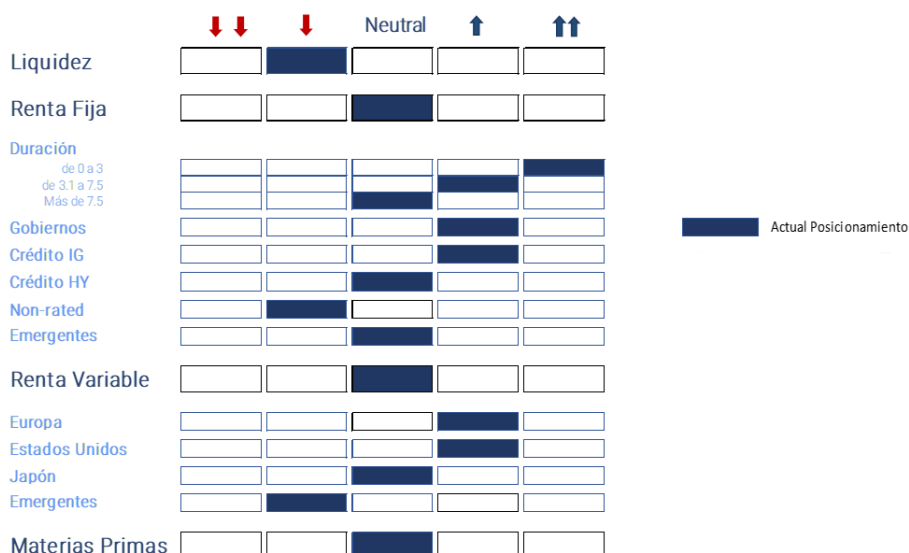 Neutral
Liquidez
Renta Fija
Duración
de 0 a 3
de 3.1 a 7.5
Más de 7.5
Gobiernos
Actual Posicionamiento
Crédito IG
Crédito HY
Non-rated
Emergentes
Renta Variable
Europa
Estados Unidos
Japón
Emergentes
Materias Primas